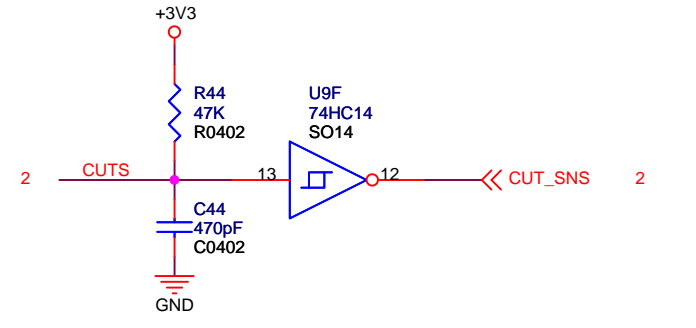 +3V3
R44
47K
R0402
U9F
74HC14
SO14
2
CUTS
13
12
CUT_SNS
2
C44
470pF
C0402
GND